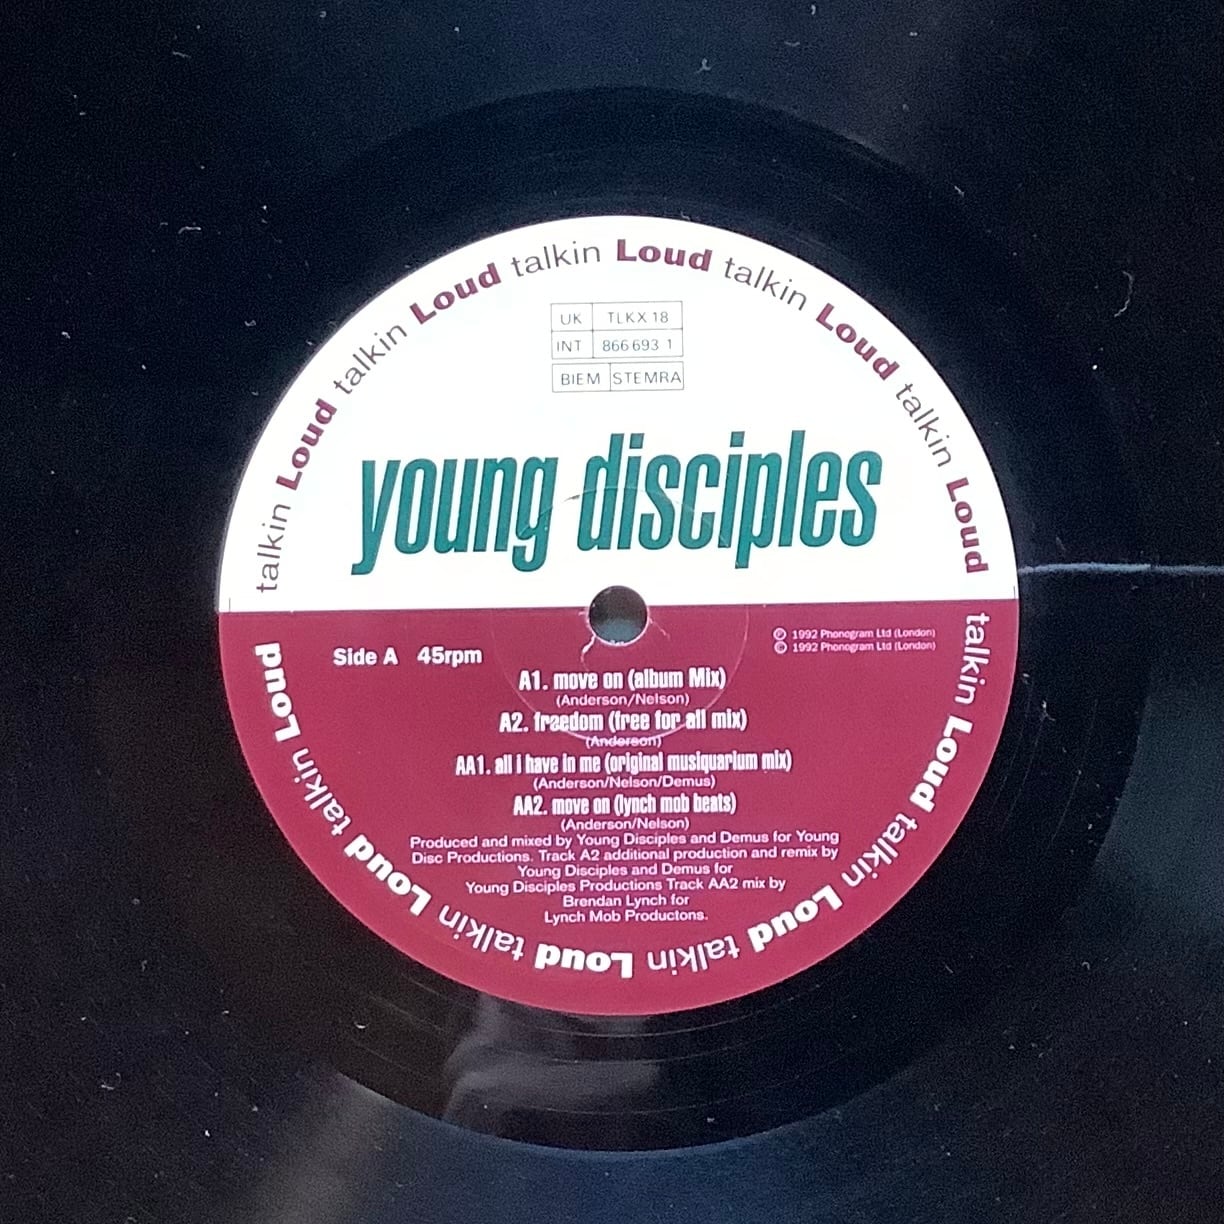 talkin Loud talkin Loud talkin Loud talkin Loud talkin Loud talkin Loud talkin Loud talkin Loud talkin Loud talkin Loud
UK TLKX 18
INT 866 693 1
BIEM STEMRA
young disciples
Ⓟ 1992 Phonogram Ltd (London)
© 1992 Phonogram Ltd (London)
Side A 45rpm
A1. move on (album Mix)
(Anderson/Nelson)
A2. freedom (free for all mix)
(Anderson)
AA1. all i have in me (original musiquarium mix)
(Anderson/Nelson/Demus)
AA2. move on (lynch mob beats)
(Anderson/Nelson)
Produced and mixed by Young Disciples and Demus for Young
Disc Productions. Track A2 additional production and remix by
Young Disciples and Demus for
Young Disciples Productions Track AA2 mix by
Brendan Lynch for
Lynch Mob Productons.